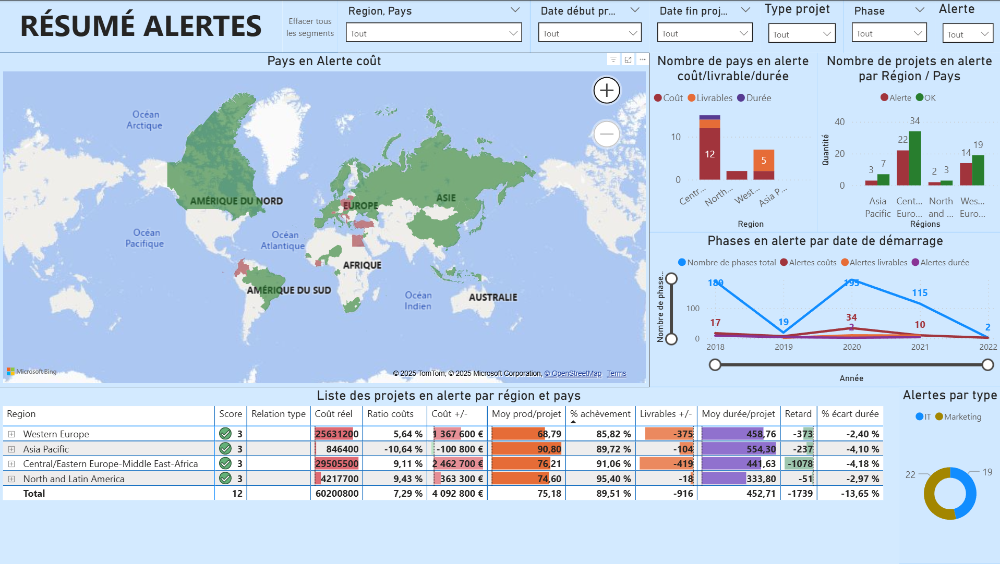 RÉSUMÉ ALERTES
Effacer tous
les segments
Region, Pays
Tout
Date début pr...
Tout
Date fin proj...
Tout
Type projet
Tout
Phase
Tout
Alerte
Tout
Pays en Alerte coût
Océan
Arctique
AMÉRIQUE DU NORD
EUROPE
ASIE
Océan
Pacifique
Océan
Atlantique
AFRIQUE
AMÉRIQUE DU SUD
Océan
Indien
AUSTRALIE
Microsoft Bing
© 2025 TomTom, © 2025 Microsoft Corporation, © OpenStreetMap Terms
Nombre de pays en alerte
coût/livrable/durée
Coût Livrables Durée
10
0
12
5
Centr...
North...
West...
Asia P...
Region
Nombre de projets en alerte
par Région / Pays
Alerte OK
Quantité
40
20
0
3 7
22 34
2 3
14 19
Asia
Pacific
Cent...
Euro...
North
and ...
Wes...
Euro...
Régions
Phases en alerte par date de démarrage
Nombre de phases total Alertes coûts Alertes livrables Alertes durée
Nombre de phase...
100
0
189
19
195
115
2
17
34
2
10
2018 2019 2020 2021 2022
Année
Liste des projets en alerte par région et pays
Region Score Relation type Coût réel Ratio coûts Coût +/- Moy prod/projet % achèvement Livrables +/- Moy durée/projet Retard % écart durée
Western Europe 3 25631200 5,64 % 1 367 600 € 68,79 85,82 % -375 458,76 -373 -2,40 %
Asia Pacific 3 846400 -10,64 % -100 800 € 90,80 89,72 % -104 554,30 -237 -4,10 %
Central/Eastern Europe-Middle East-Africa 3 29505500 9,11 % 2 462 700 € 76,21 91,06 % -419 441,63 -1078 -4,18 %
North and Latin America 3 4217700 9,43 % 363 300 € 74,60 95,40 % -18 333,80 -51 -2,97 %
Total 12 60200800 7,29 % 4 092 800 € 75,18 89,51 % -916 452,71 -1739 -13,65 %
Alertes par type
IT Marketing
22
19